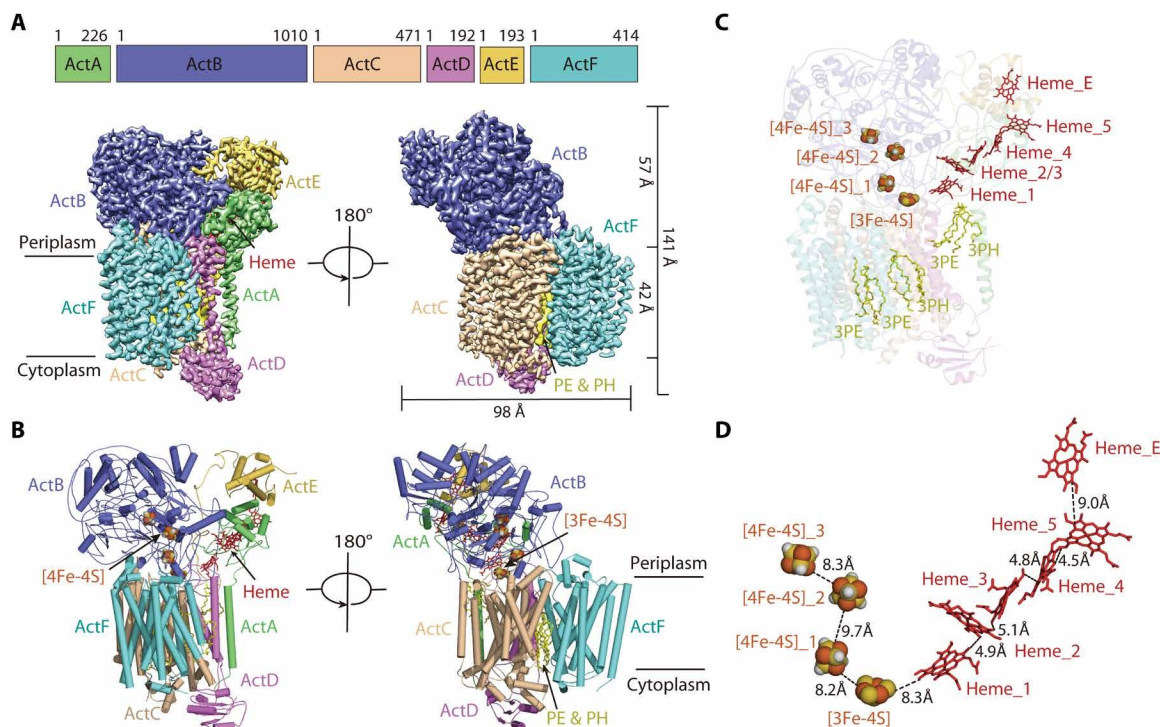 A
1 226 1 1010 1 471 1 192 1 193 1 414
ActA ActB ActC ActD ActE ActF
ActB
ActE
Periplasm
Heme
ActF
ActA
Cytoplasm
ActC
ActD
180°
ActB
ActF
ActC
ActD
PE & PH
57 Å
141 Å
42 Å
98 Å
B
ActB
ActE
[4Fe-4S]
Heme
ActF
ActA
ActC
ActD
180°
ActB
[3Fe-4S]
ActA
Periplasm
ActC
ActF
Cytoplasm
ActD
PE & PH
C
Heme_E
[4Fe-4S]_3
Heme_5
[4Fe-4S]_2
Heme_4
Heme_2/3
[4Fe-4S]_1
Heme_1
[3Fe-4S]
3PE
3PH
3PE
3PE
3PH
D
Heme_E
9.0Å
Heme_5
[4Fe-4S]_3
8.3Å
4.8Å
4.5Å
Heme_3
Heme_4
[4Fe-4S]_2
9.7Å
5.1Å
[4Fe-4S]_1
Heme_2
4.9Å
8.2Å
8.3Å
Heme_1
[3Fe-4S]